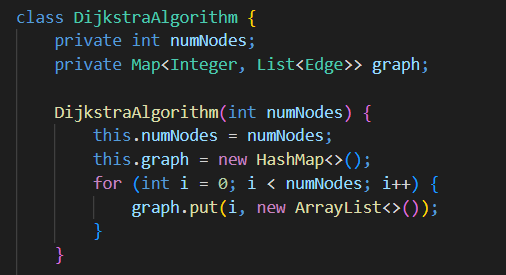 class DijkstraAlgorithm {
    private int numNodes;
    private Map<Integer, List<Edge>> graph;

    DijkstraAlgorithm(int numNodes) {
        this.numNodes = numNodes;
        this.graph = new HashMap<>();
        for (int i = 0; i < numNodes; i++) {
            graph.put(i, new ArrayList<>());
        }
    }